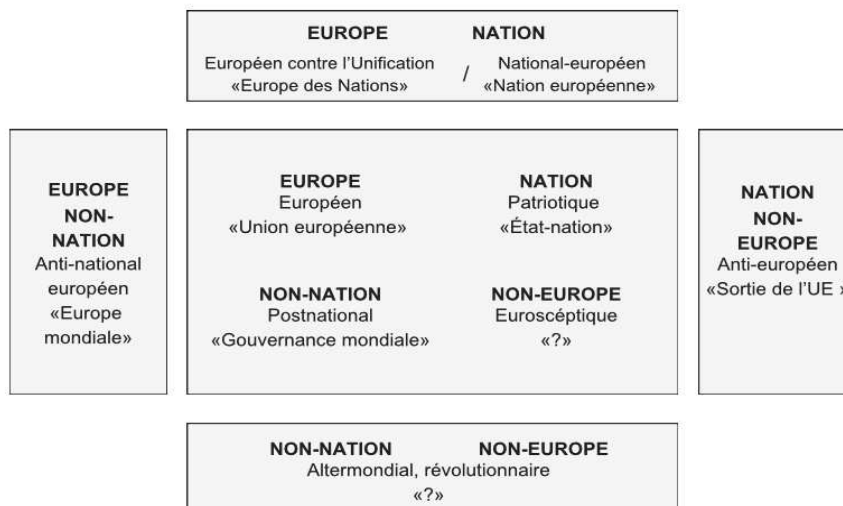 EUROPE NATION
Européen contre l’Unification / National-européen
«Europe des Nations» «Nation européenne»
EUROPE
NON-
NATION
Anti-national
européen
«Europe
mondiale»
EUROPE NATION
Européen Patriotique
«Union européenne» «État-nation»
NON-NATION NON-EUROPE
Postnational Euroscéptique
«Gouvernance mondiale» «?»
NATION
NON-
EUROPE
Anti-européen
«Sortie de l’UE »
NON-NATION NON-EUROPE
Altermondial, révolutionnaire
«?»